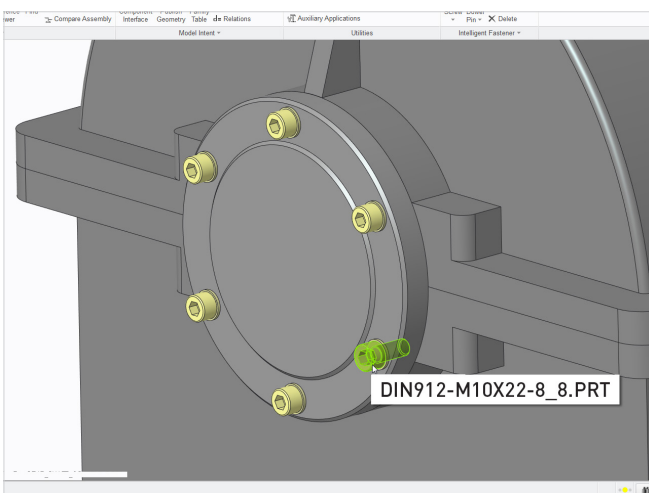 Compare Assembly
Interface Geometry Table d= Relations
Auxiliary Applications
Pin Delete
Model Intent
Utilities
Intelligent Fastener
DIN912-M10X22-8_8.PRT